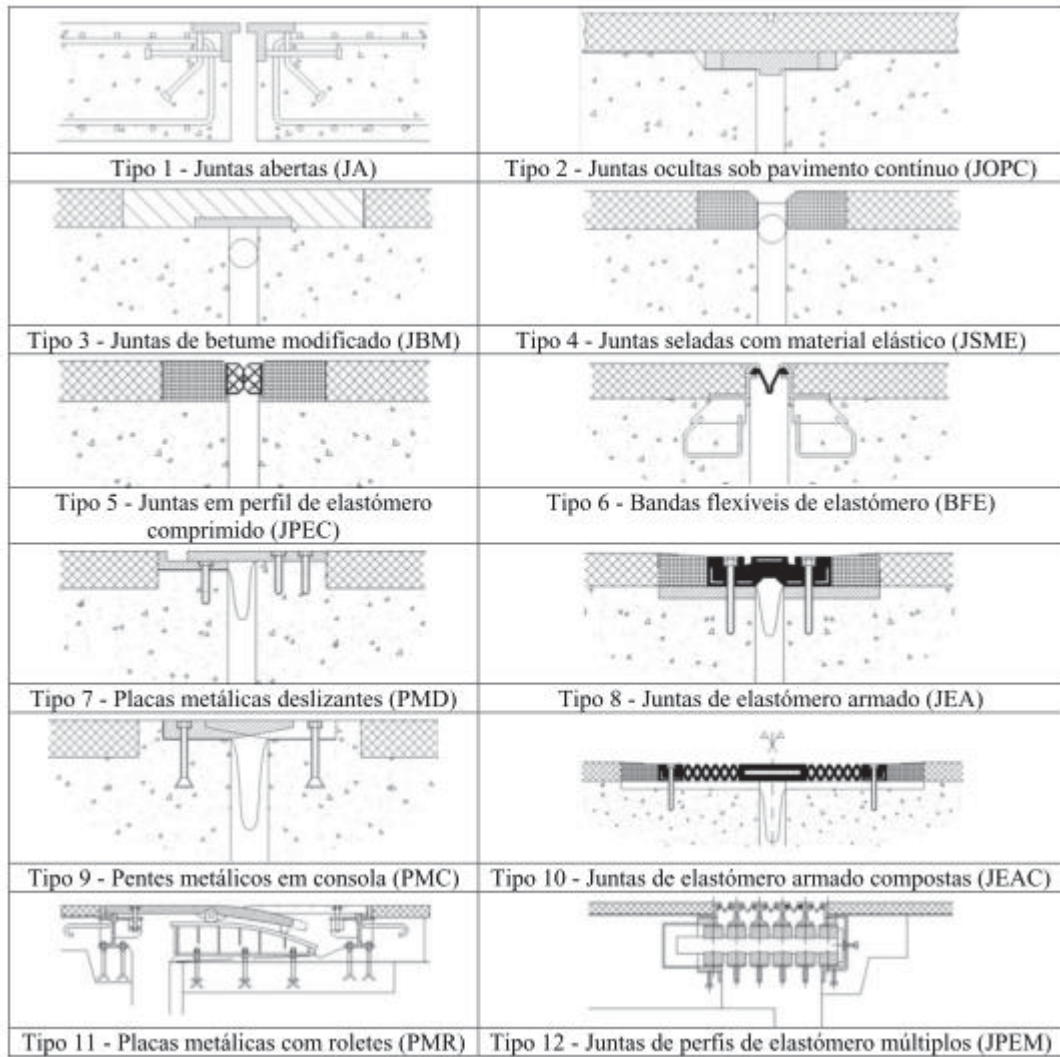 Tipo 1 - Juntas abertas (JA)
Tipo 2 - Juntas ocultas sob pavimento contínuo (JOPC)
Tipo 3 - Juntas de betume modificado (JBM)
Tipo 4 - Juntas seladas com material elástico (JSME)
Tipo 5 - Juntas em perfil de elastómero
comprimido (JPEC)
Tipo 6 - Bandas flexíveis de elastómero (BFE)
Tipo 7 - Placas metálicas deslizantes (PMD)
Tipo 8 - Juntas de elastómero armado (JEA)
Tipo 9 - Pentes metálicos em consola (PMC)
Tipo 10 - Juntas de elastómero armado compostas (JEAC)
Tipo 11 - Placas metálicas com roletes (PMR)
Tipo 12 - Juntas de perfis de elastómero múltiplos (JPEM)